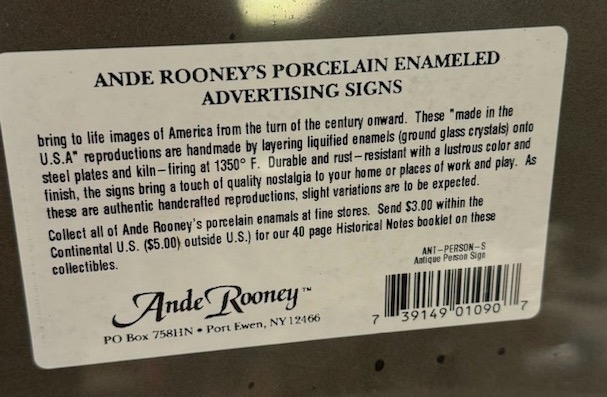 ANDE ROONEY'S PORCELAIN ENAMELED
ADVERTISING SIGNS
bring to life images of America from the turn of the century onward. These "made in the
U.S.A" reproductions are handmade by layering liquified enamels (ground glass crystals) onto
steel plates and kiln-firing at 1350° F. Durable and rust-resistant with a lustrous color and
finish, the signs bring a touch of quality nostalgia to your home or places of work and play. As
these are authentic handcrafted reproductions, slight variations are to be expected.
Collect all of Ande Rooney's porcelain enamals at fine stores. Send $3.00 within the
Continental U.S. ($5.00) outside U.S.) for our 40 page Historical Notes booklet on these
collectibles.
ANT-PERSON-S
Antique Person Sign
Ande Rooney™
PO Box 758HN • Port Ewen, NY 12466
7 39149 01090 7